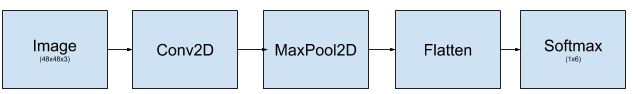 Image
(48x48x3)
Conv2D
MaxPool2D
Flatten
Softmax
(1x6)